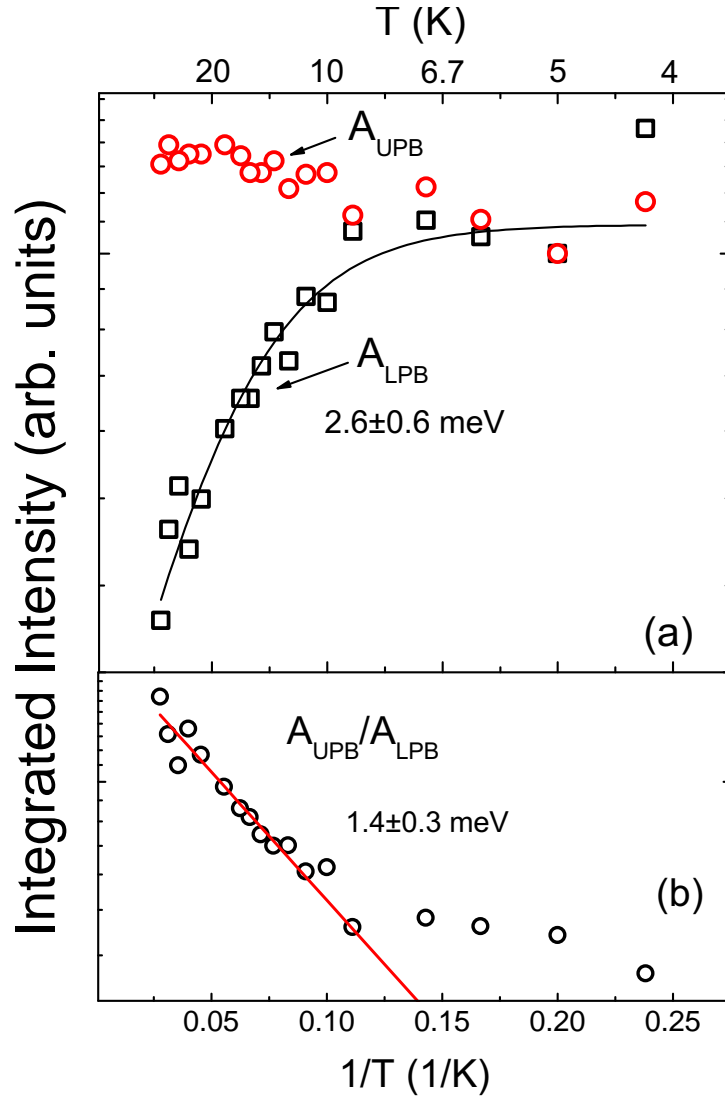 T (K)
20 10 6.7 5 4
A_UPB
A_LPB
2.6±0.6 meV
(a)
Integrated Intensity (arb. units)
A_UPB/A_LPB
1.4±0.3 meV
(b)
0.05 0.10 0.15 0.20 0.25
1/T (1/K)